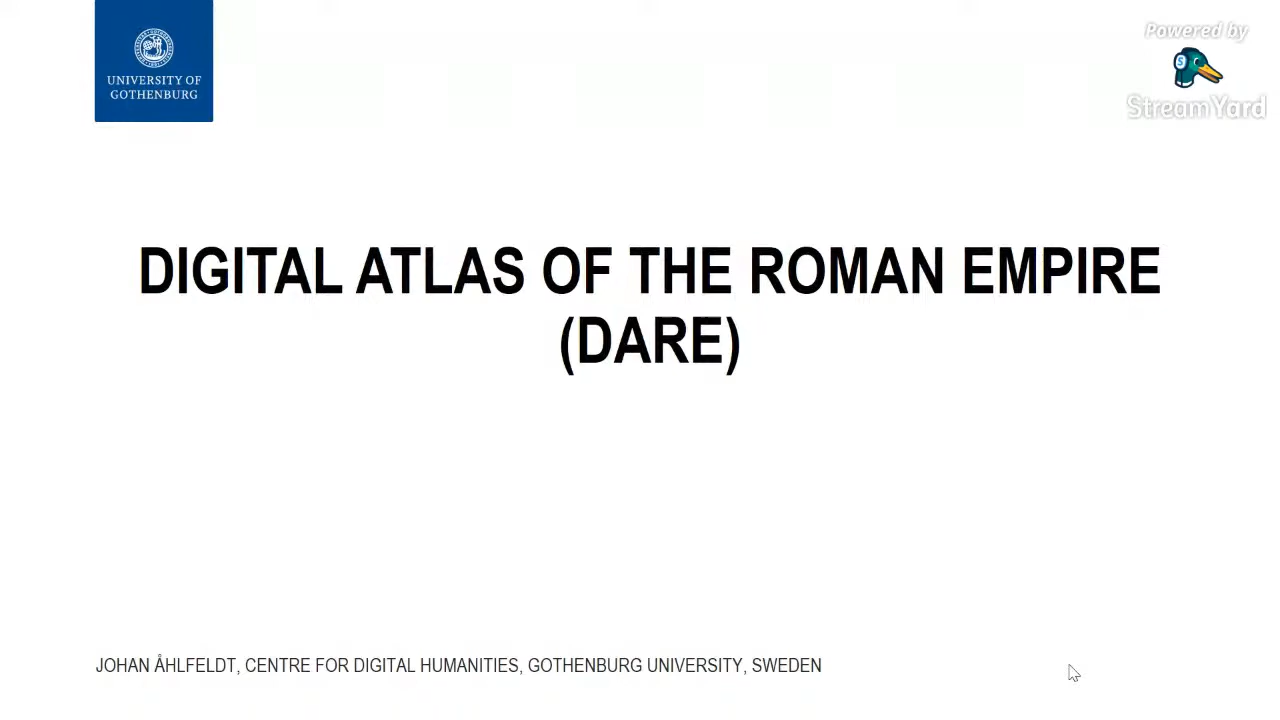 UNIVERSITY OF
GOTHENBURG
Powered by
StreamYard
DIGITAL ATLAS OF THE ROMAN EMPIRE
(DARE)
JOHAN ÅHLFELDT, CENTRE FOR DIGITAL HUMANITIES, GOTHENBURG UNIVERSITY, SWEDEN